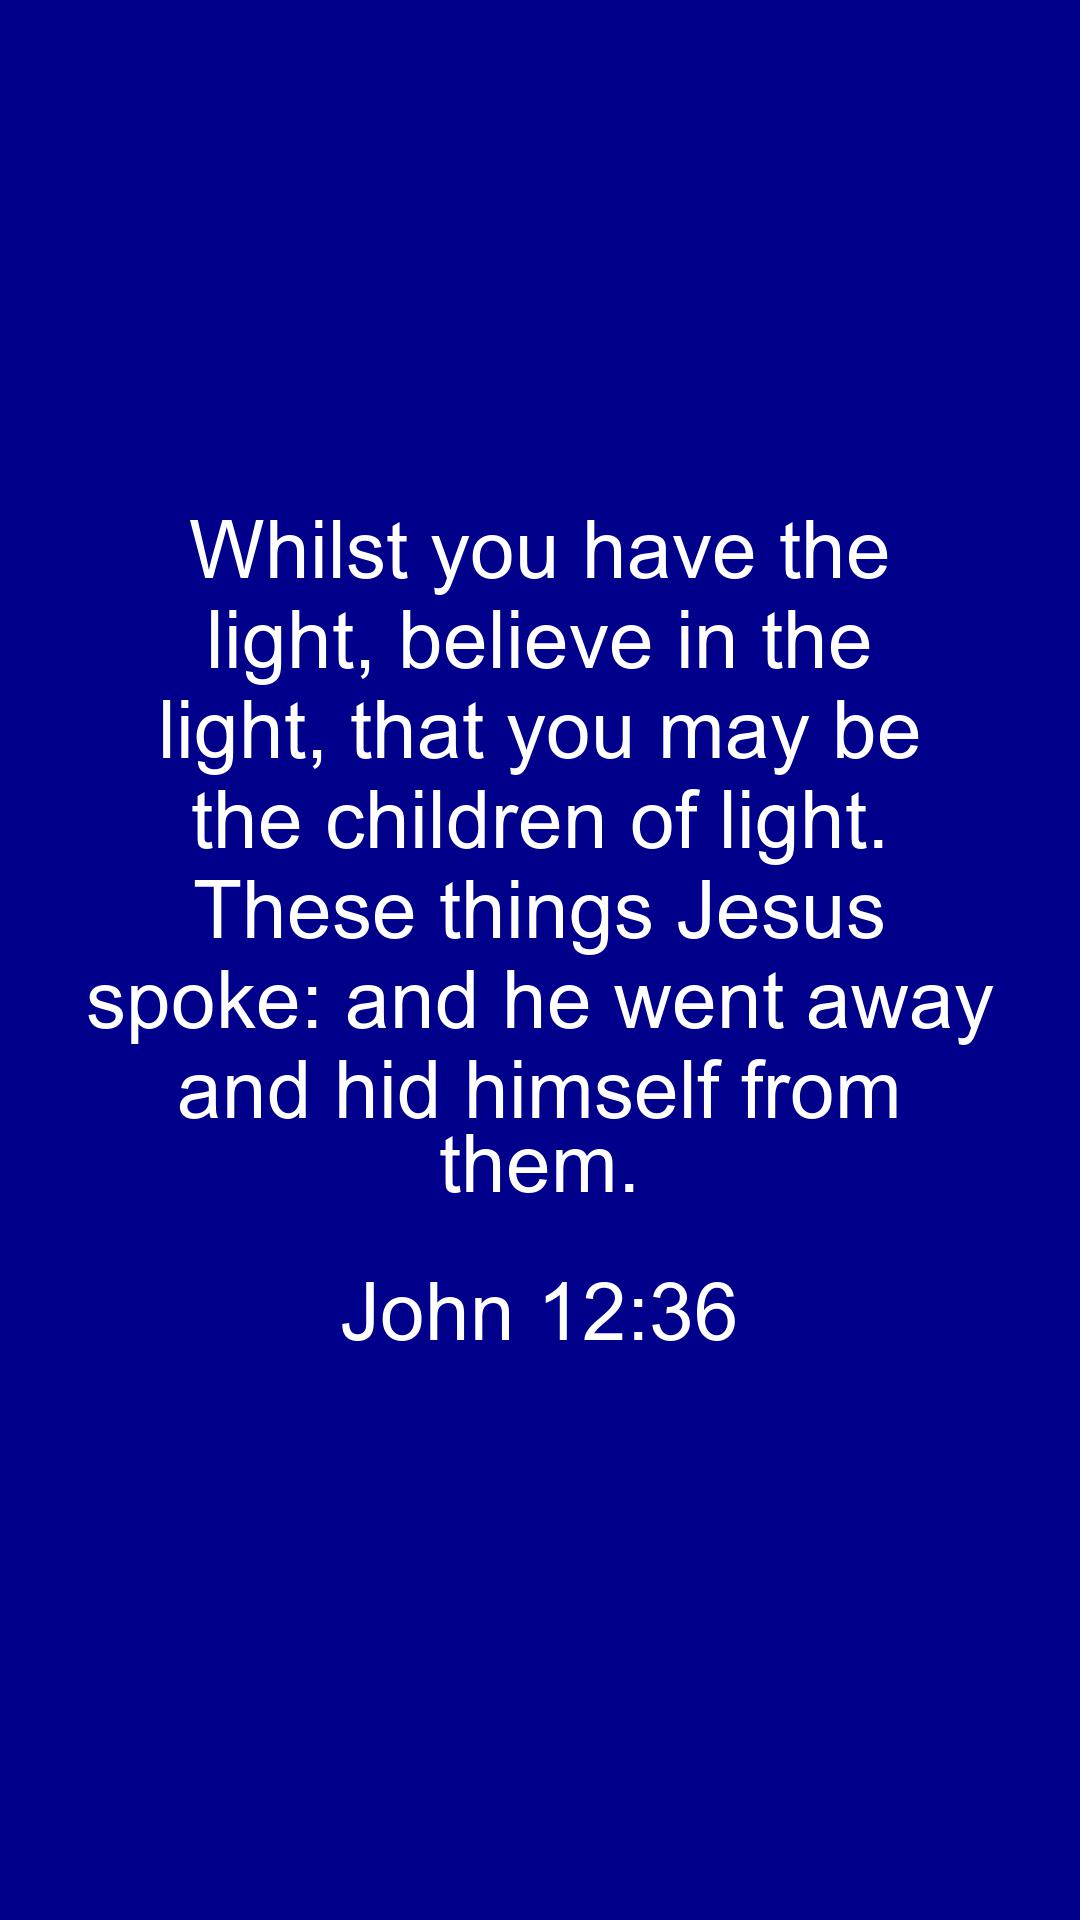 Whilst you have the
light, believe in the
light, that you may be
the children of light.
These things Jesus
spoke: and he went away
and hid himself from
them.
John 12:36